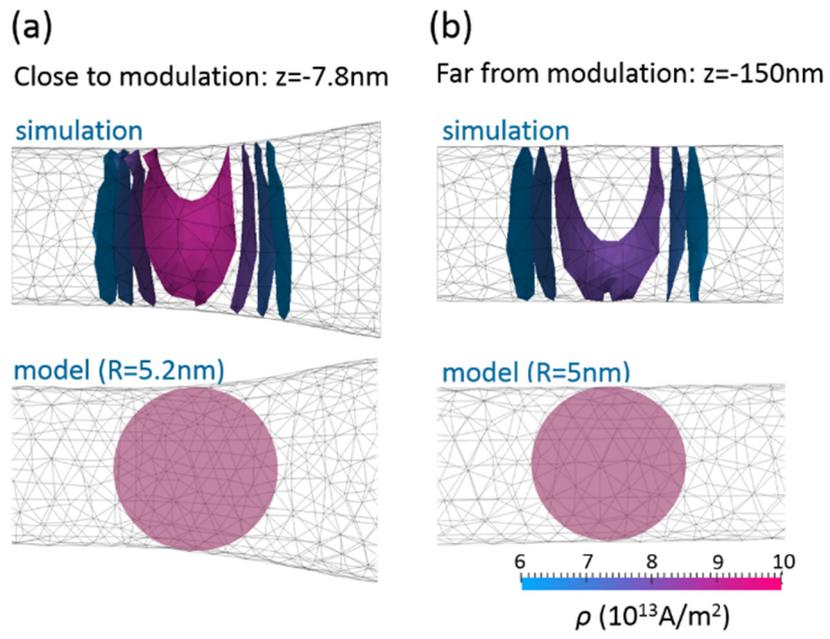 (a)
Close to modulation: z=-7.8nm
simulation
model (R=5.2nm)
(b)
Far from modulation: z=-150nm
simulation
model (R=5nm)
6 7 8 9 10
ρ (10¹³A/m²)